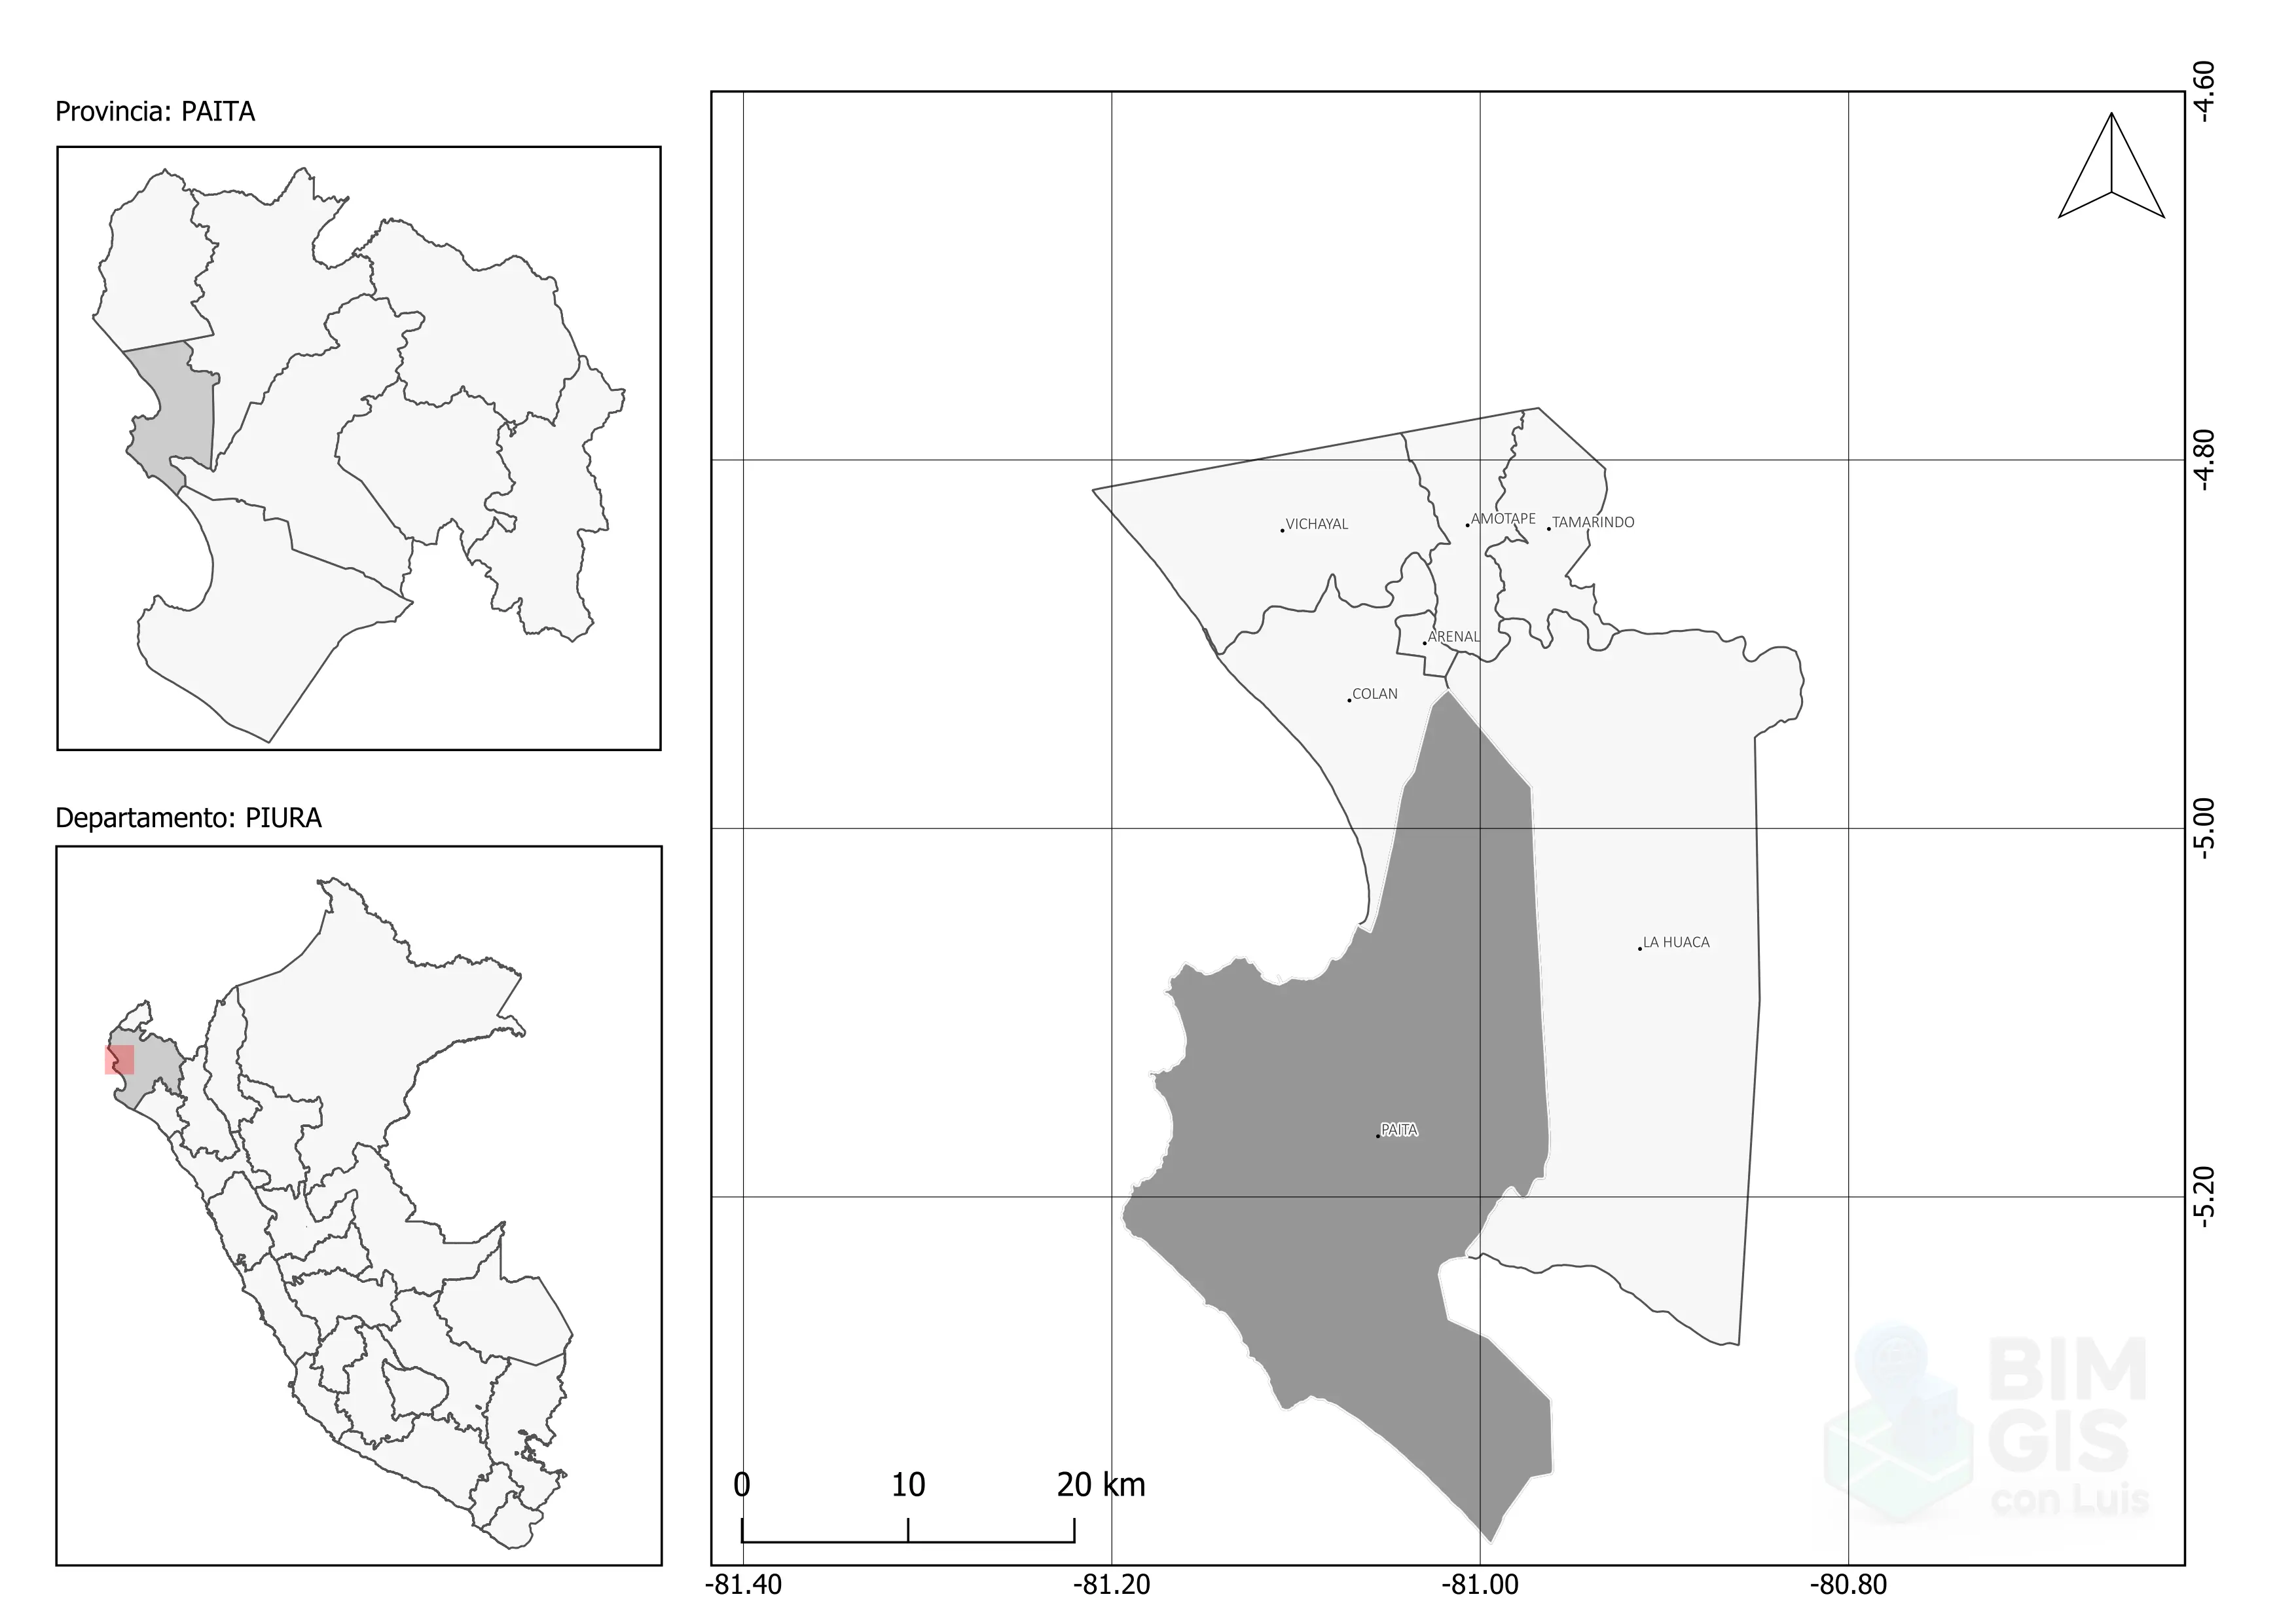 Provincia: PAITA
Departamento: PIURA
-4.60
-4.80
-5.00
-5.20
VICHAYAL
AMOTAPE
TAMARINDO
ARENAL
COLAN
LA HUACA
PAITA
0 10 20 km
-81.40 -81.20 -81.00 -80.80
BIM
GIS
con Luis